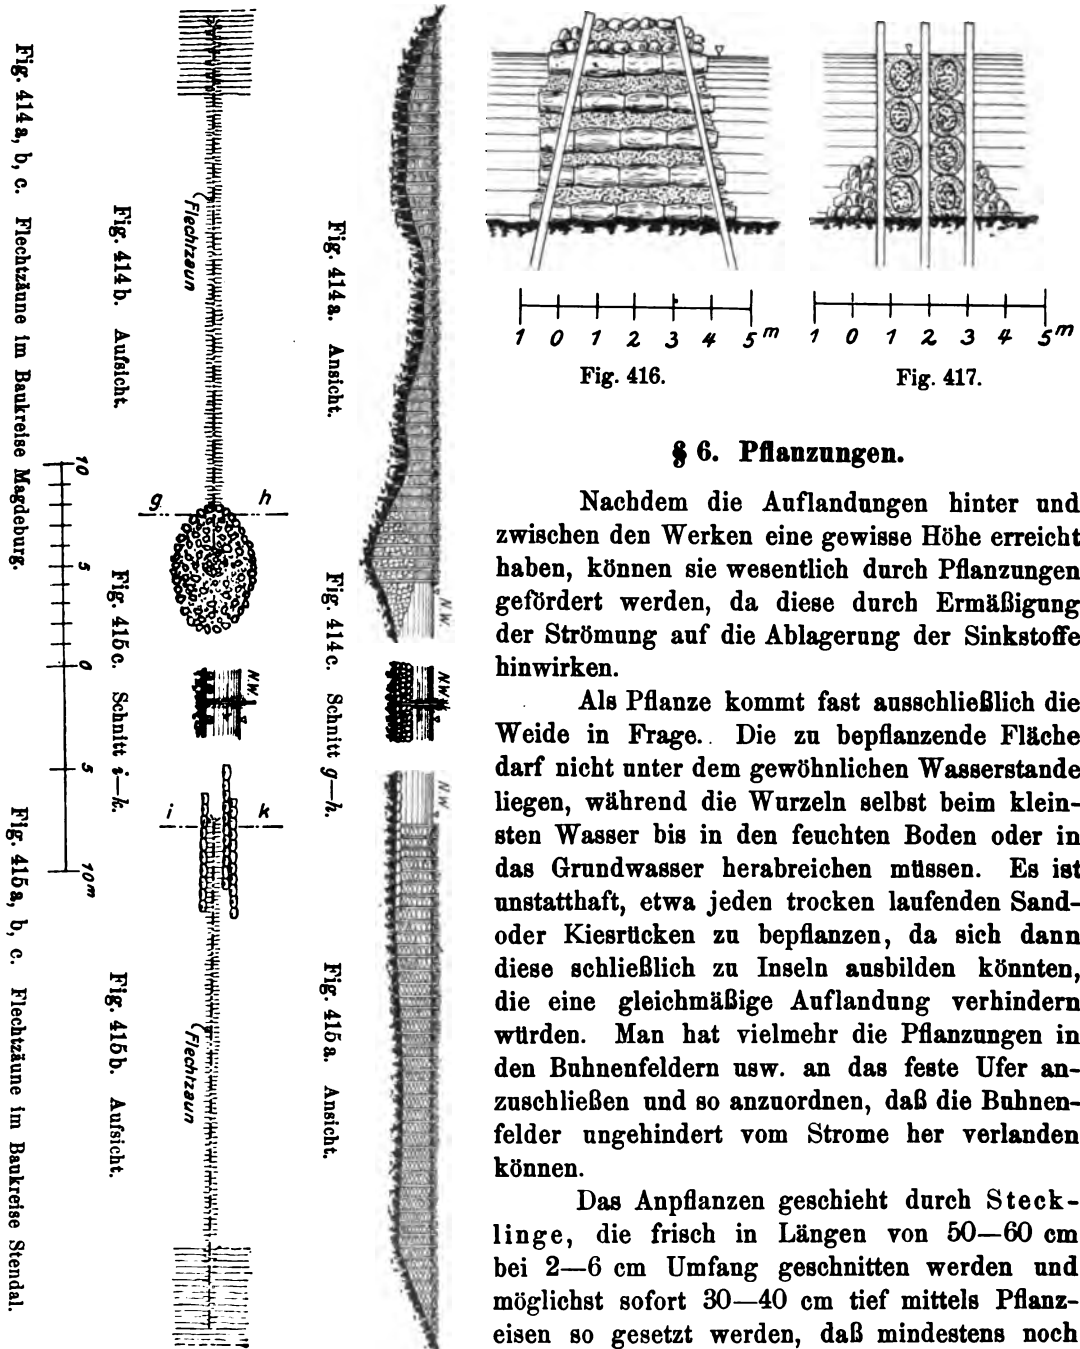 Fig. 414 a, b, c. Flechtzäune im Baukreise Magdeburg.
Fig. 414 b. Aufsicht.
Flechtzaun
Fig. 414 a. Ansicht.
g h
N.W.
10 5 0 5 10 m
Fig. 415 c. Schnitt i—k.
N.W.
Fig. 414 c. Schnitt g—h.
N.W.
i k
N.W.
Fig. 415 a, b, c. Flechtzäune im Baukreise Stendal.
Fig. 415 b. Aufsicht.
Flechtzaun
Fig. 415 a. Ansicht.
1 0 1 2 3 4 5 m
Fig. 416.
1 0 1 2 3 5 m
Fig. 417.
§ 6. Pflanzungen.
Nachdem die Auflandungen hinter und
zwischen den Werken eine gewisse Höhe erreicht
haben, können sie wesentlich durch Pflanzungen
gefördert werden, da diese durch Ermäßigung
der Strömung auf die Ablagerung der Sinkstoffe
hinwirken.
Als Pflanze kommt fast ausschließlich die
Weide in Frage. Die zu bepflanzende Fläche
darf nicht unter dem gewöhnlichen Wasserstande
liegen, während die Wurzeln selbst beim klein-
sten Wasser bis in den feuchten Boden oder in
das Grundwasser herabreichen müssen. Es ist
unstatthaft, etwa jeden trocken laufenden Sand-
oder Kiesrücken zu bepflanzen, da sich dann
diese schließlich zu Inseln ausbilden könnten,
die eine gleichmäßige Auflandung verhindern
würden. Man hat vielmehr die Pflanzungen in
den Buhnenfeldern usw. an das feste Ufer an-
zuschließen und so anzuordnen, daß die Buhnen-
felder ungehindert vom Strome her verlanden
können.
Das Anpflanzen geschieht durch Steck-
linge, die frisch in Längen von 50—60 cm
bei 2—6 cm Umfang geschnitten werden und
möglichst sofort 30—40 cm tief mittels Pflanz-
eisen so gesetzt werden, daß mindestens noch